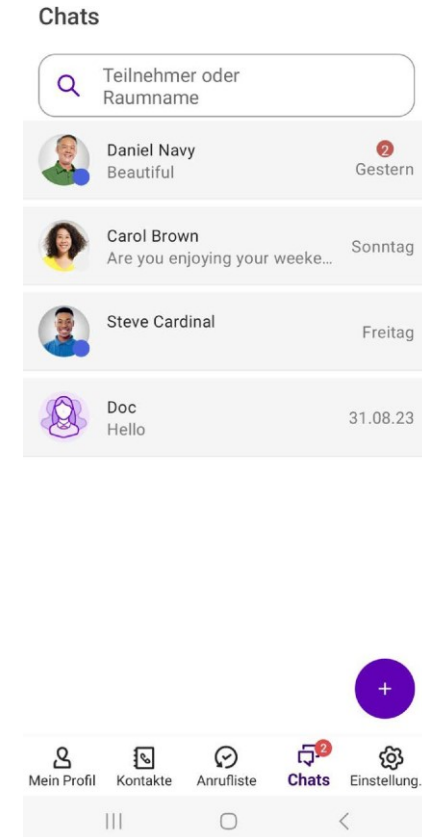 Chats
Teilnehmer oder
Raumname
Daniel Navy
2
Beautiful
Gestern
Carol Brown
Are you enjoying your weeke...
Sonntag
Steve Cardinal
Freitag
Doc
Hello
31.08.23
+
2
Mein Profil Kontakte Anrufliste Chats Einstellung.